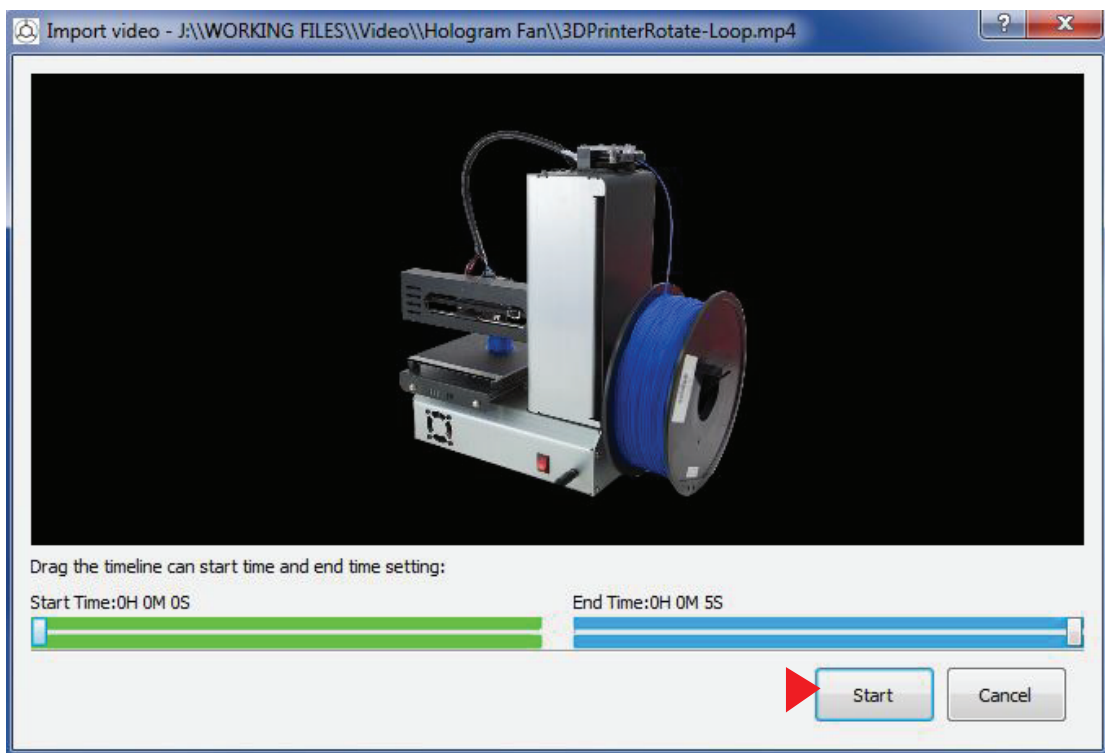 Import video - J:\\WORKING FILES\\Video\\Hologram Fan\\3DPrinterRotate-Loop.mp4
Drag the timeline can start time and end time setting:
Start Time:0H 0M 0S
End Time:0H 0M 5S
Start
Cancel